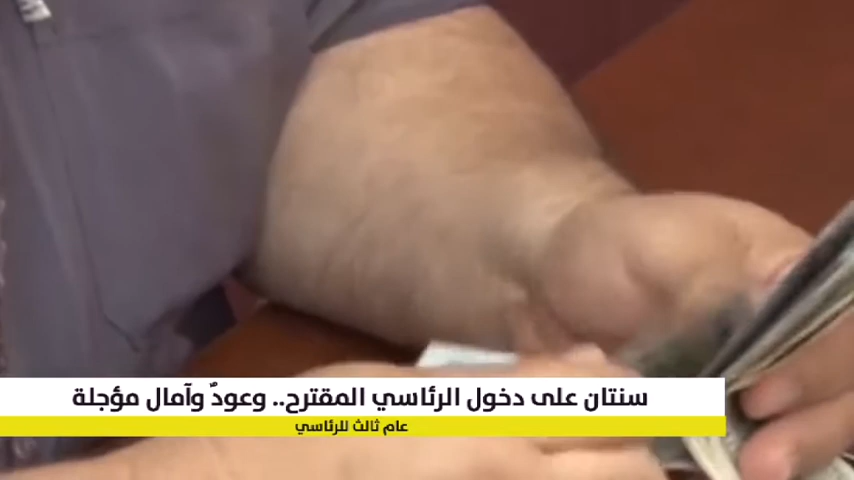 سنتان على دخول الرئاسي المقترح.. وعودٌ وآمال مؤجلة
عام ثالث للرئاسي